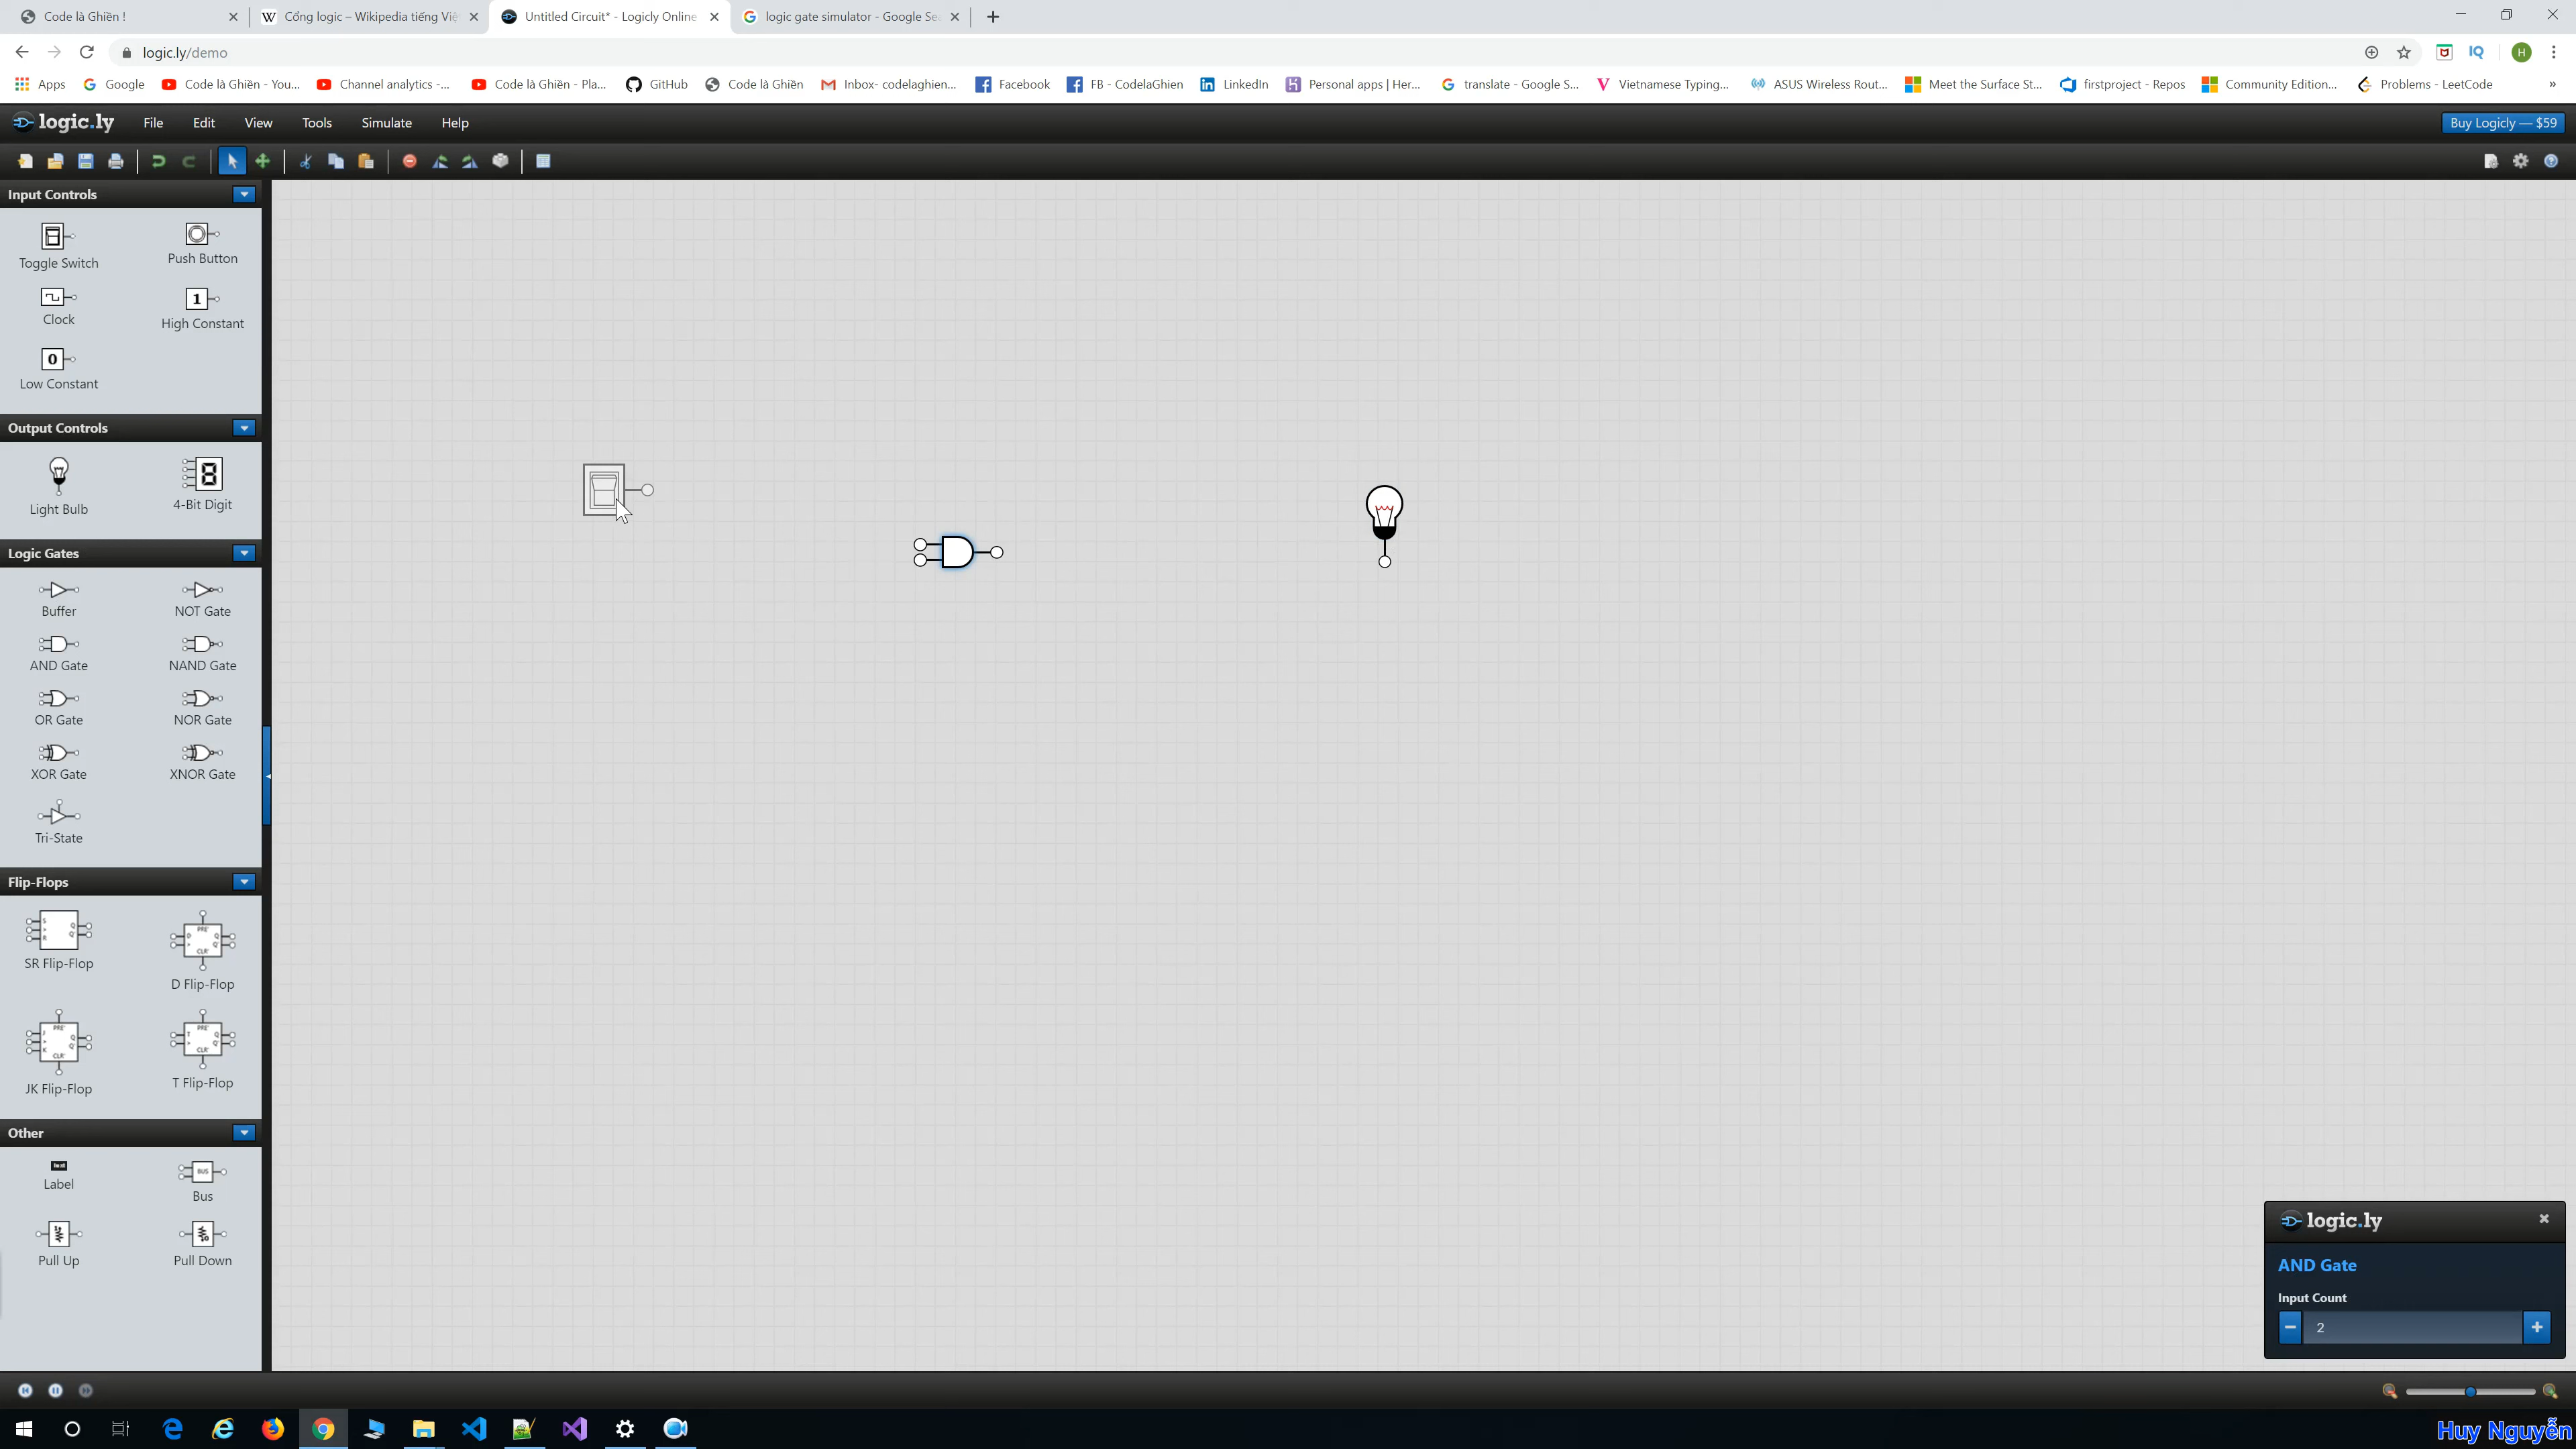 Code là Ghiền !
Cổng logic – Wikipedia tiếng Việ
Untitled Circuit* - Logicly Online
logic gate simulator - Google Se
logic.ly/demo
IQ
H
Apps
Google
Code là Ghiền - You...
Channel analytics -...
Code là Ghiền - Pla...
GitHub
Code là Ghiền
Inbox- codelaghien...
Facebook
FB - CodelaGhien
LinkedIn
Personal apps | Her...
translate - Google S...
Vietnamese Typing...
ASUS Wireless Rout...
Meet the Surface St...
firstproject - Repos
Community Edition...
Problems - LeetCode
»
logic.ly
File
Edit
View
Tools
Simulate
Help
Buy Logicly — $59
Input Controls
Toggle Switch
Push Button
Clock
1
High Constant
0
Low Constant
Output Controls
Light Bulb
4-Bit Digit
Logic Gates
Buffer
NOT Gate
AND Gate
NAND Gate
OR Gate
NOR Gate
XOR Gate
XNOR Gate
Tri-State
Flip-Flops
SR Flip-Flop
D Flip-Flop
JK Flip-Flop
T Flip-Flop
Other
Label
BUS
Bus
Pull Up
Pull Down
logic.ly
AND Gate
Input Count
2
Huy Nguyễn